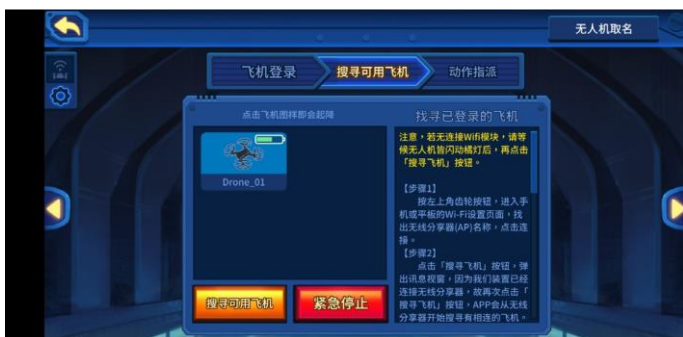 无人机取名
飞机登录
搜寻可用飞机
动作指派
点击飞机图样即会起降
Drone_01
搜寻可用飞机
紧急停止
找寻已登录的飞机
注意，若无连接Wifi模块，请等
候无人机皆闪动橘灯后，再点击
「搜寻飞机」按钮。
【步骤1】
按左上角齿轮按钮，进入手
机或平板的Wi-Fi设置页面，找
出无线分享器(AP)名称，点击连
接。
【步骤2】
点击「搜寻飞机」按钮，弹
出讯息视窗，因为我们装置已经
连接无线分享器，故再次点击「
搜寻飞机」按钮，APP会从无线
分享器开始搜寻有相连的飞机。